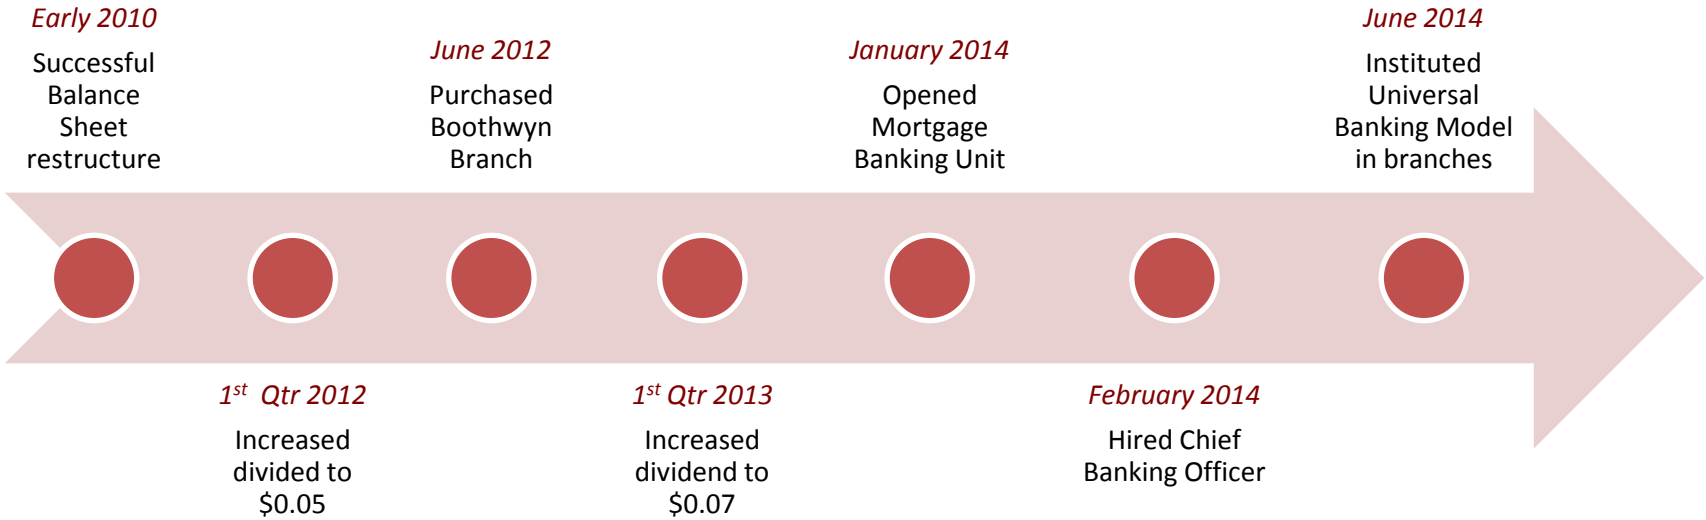 Early 2010
Successful
Balance
Sheet
restructure
1st Qtr 2012
Increased
divided to
$0.05
June 2012
Purchased
Boothwyn
Branch
1st Qtr 2013
Increased
dividend to
$0.07
January 2014
Opened
Mortgage
Banking Unit
February 2014
Hired Chief
Banking Officer
June 2014
Instituted
Universal
Banking Model
in branches